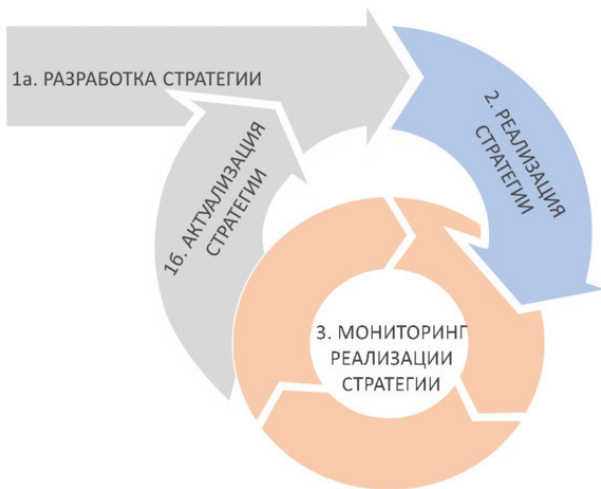 1а. РАЗРАБОТКА СТРАТЕГИИ
2. РЕАЛИЗАЦИЯ
СТРАТЕГИИ
1б. АКТУАЛИЗАЦИЯ
СТРАТЕГИИ
3. МОНИТОРИНГ
РЕАЛИЗАЦИИ
СТРАТЕГИИ